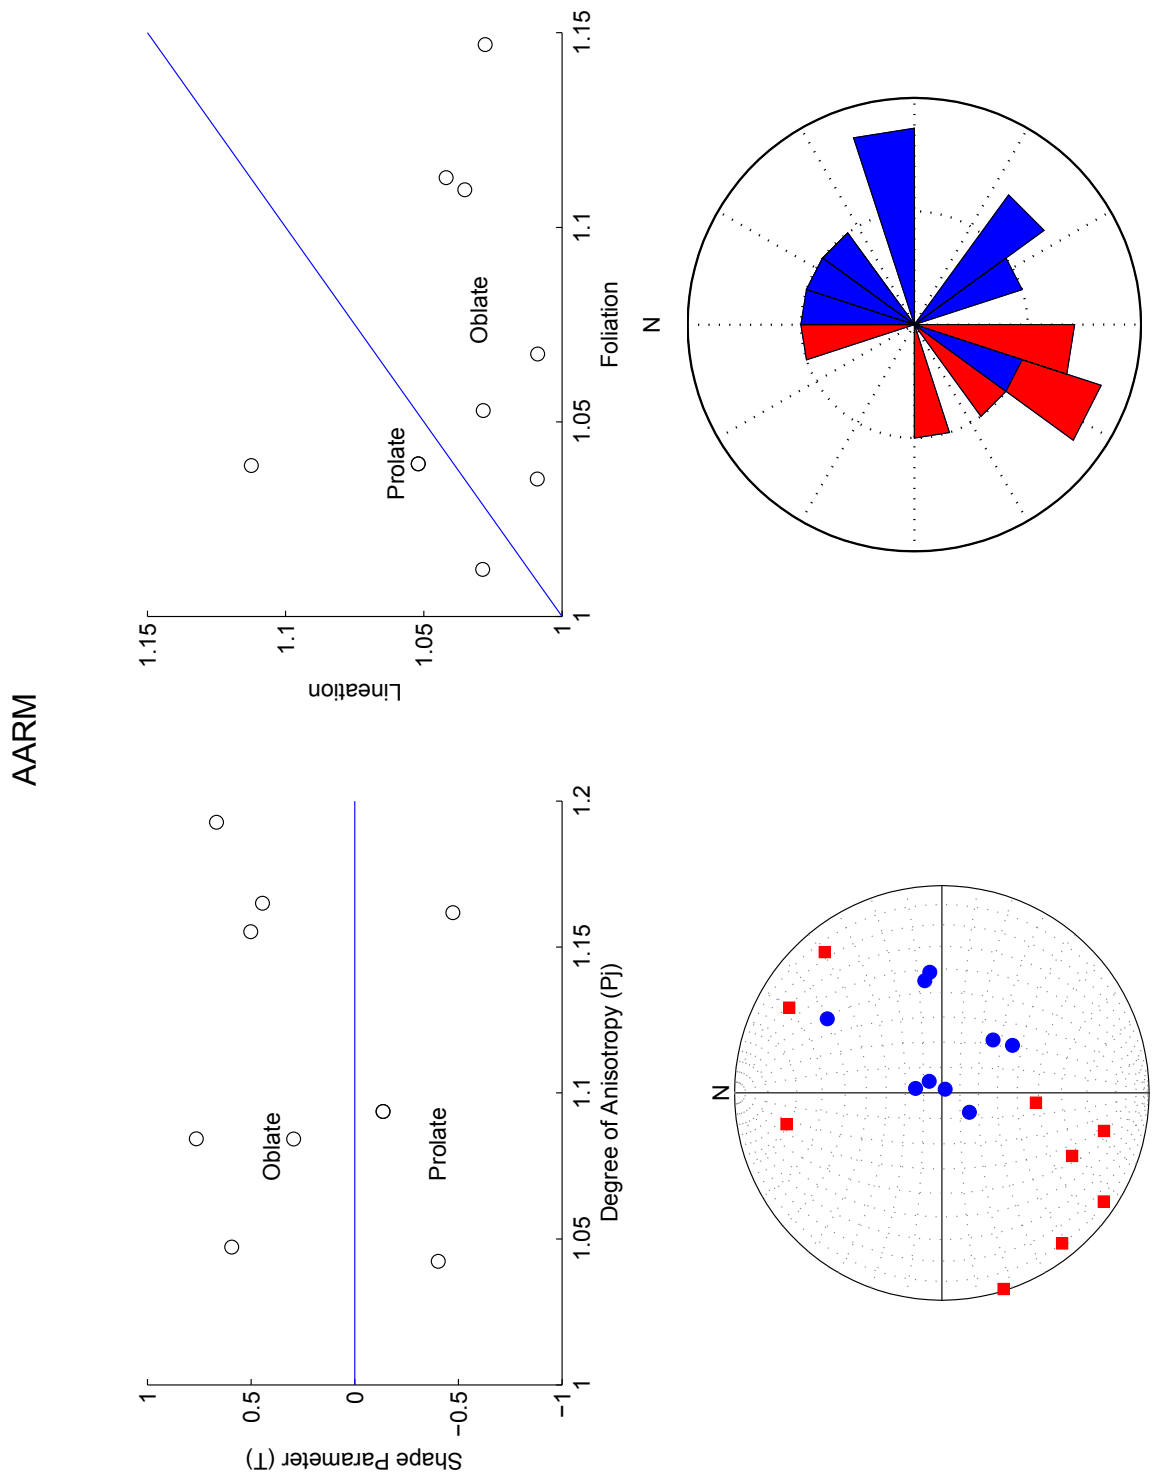 AARM
1
0.5
0
−0.5
−1
Shape Parameter (T)
Oblate
Prolate
1
1.05
1.1
1.15
1.2
Degree of Anisotropy (Pj)
1.15
1.1
1.05
1
Lineation
Prolate
Oblate
1
1.05
1.1
1.15
Foliation
N
N